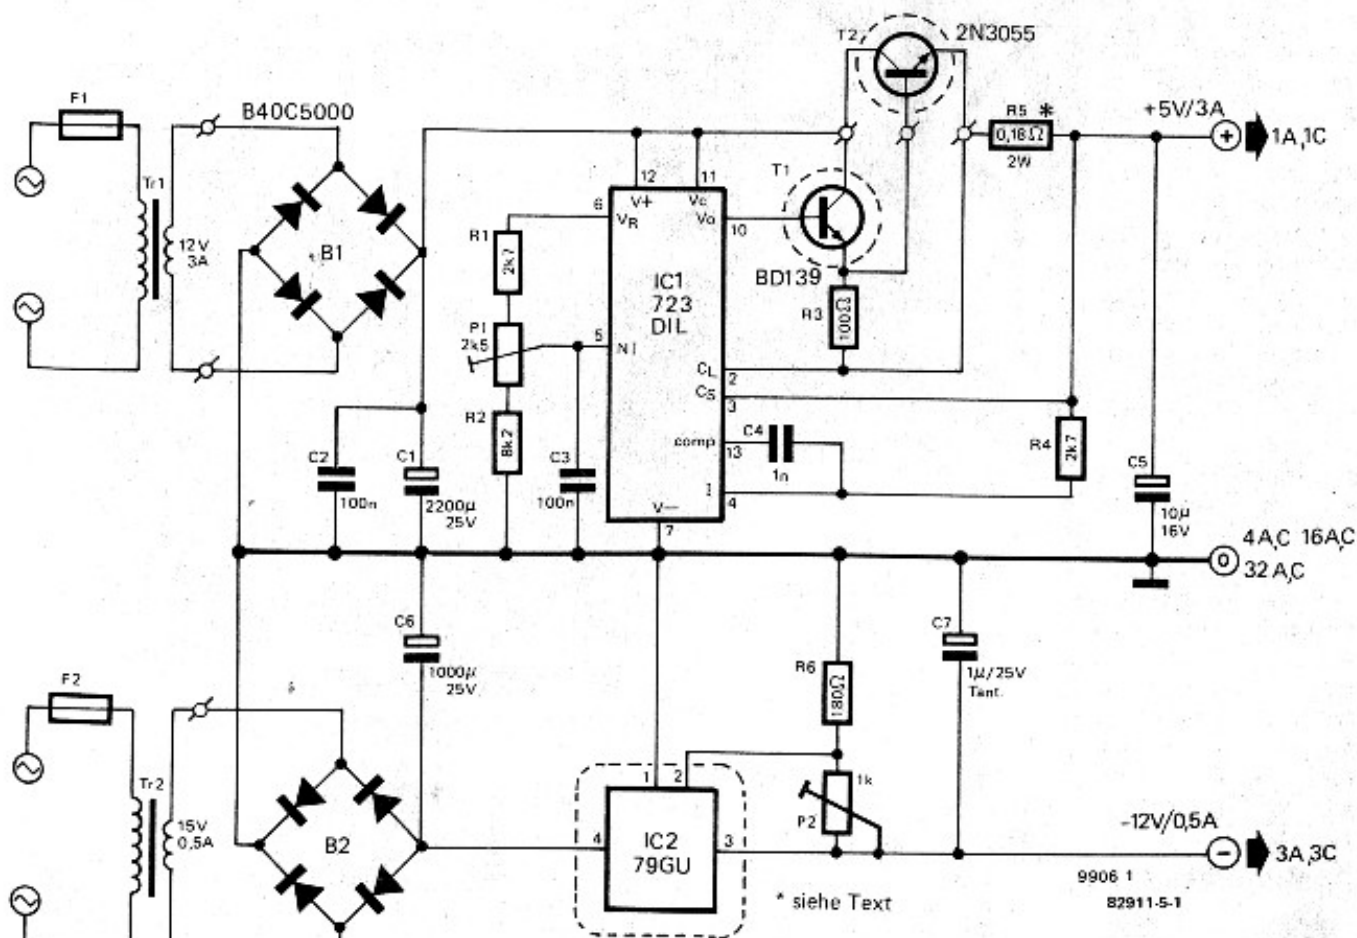 T2
2N3055
F1
B40C5000
R5 *
0,18Ω
2W
+5V/3A
+
1A,1C
Tr1
12V
3A
B1
12
11
V+
Vc
6
VR
Vo
10
T1
BD139
R1
2k7
IC1
723
DIL
R3
100Ω
P1
2k5
5
NI
CL
2
CS
3
R2
8k2
comp
13
C4
1n
R4
2k7
C2
100n
C1
2200µ
25V
C3
100n
I
4
C5
10µ
16V
V–
7
0
4A,C 16A,C
32A,C
C6
1000µ
25V
C7
1µ/25V
Tant.
R6
180Ω
F2
Tr2
15V
0.5A
B2
1
2
1k
P2
4
IC2
79GU
3
-12V/0,5A
–
3A,3C
9906 1
82911-5-1
* siehe Text